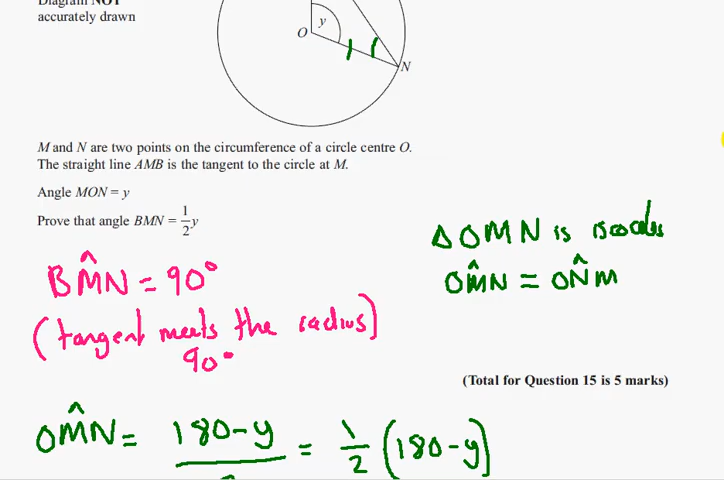 Diagram NOT
accurately drawn
y
O
N
M and N are two points on the circumference of a circle centre O.
The straight line AMB is the tangent to the circle at M.
Angle MON = y
Prove that angle BMN = 1/2 y
Δ OMN is isosceles
OM̂N = ON̂M
BM̂N = 90°
(tangent meets the radius)
90°
(Total for Question 15 is 5 marks)
OM̂N = 180-y = 1/2 (180-y)